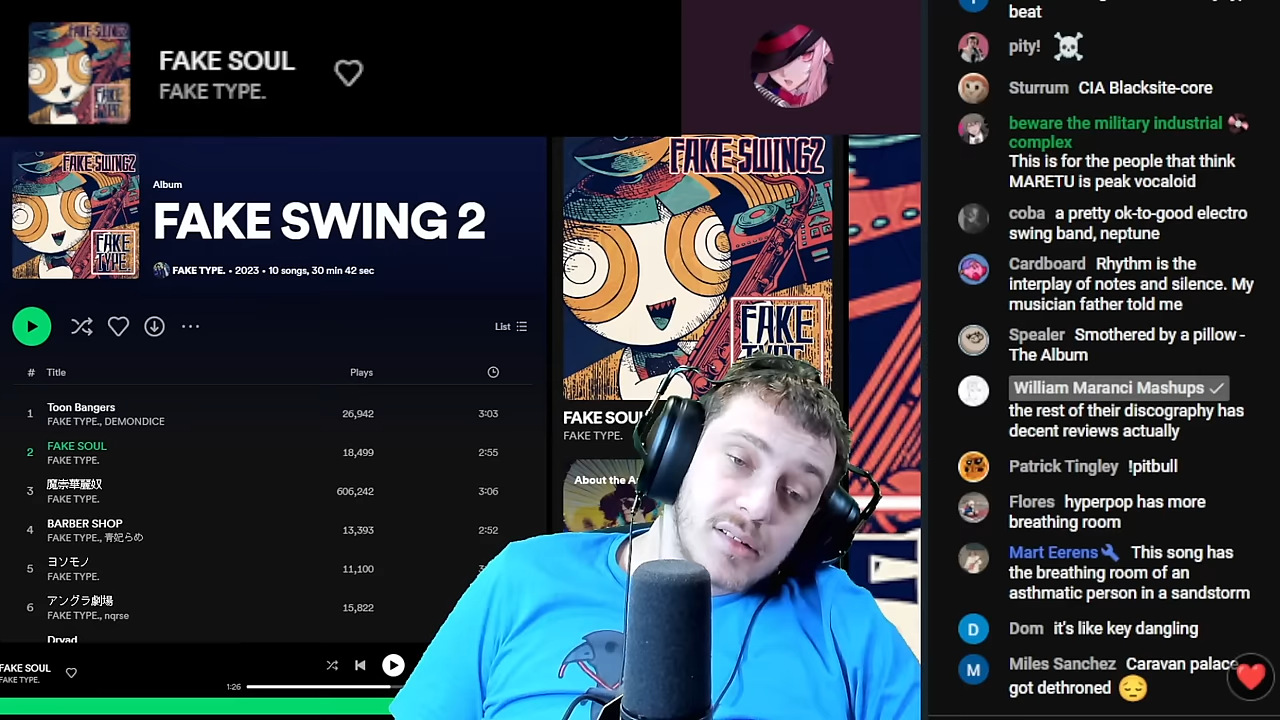 FAKE SOUL
FAKE TYPE.
FAKE SWING2
FAKE
TYPE
Album
FAKE SWING 2
FAKE TYPE. • 2023 • 10 songs, 30 min 42 sec
List
# Title Plays
1 Toon Bangers 26,942 3:03
FAKE TYPE., DEMONDICE
2 FAKE SOUL 18,499 2:55
FAKE TYPE.
3 魔崇華麗奴 606,242 3:06
FAKE TYPE.
4 BARBER SHOP 13,393 2:52
FAKE TYPE., 青妃らめ
5 ヨソモノ 11,100 3:
FAKE TYPE.
6 アングラ劇場 15,822
FAKE TYPE., nqrse
Dryad
FAKE SOUL
FAKE TYPE.
1:26
FAKE SWING2
FAKE
TYPE
FAKE SOUL
FAKE TYPE.
About the A
beat
pity! ☠
Sturrum CIA Blacksite-core
beware the military industrial
complex
This is for the people that think
MARETU is peak vocaloid
coba a pretty ok-to-good electro
swing band, neptune
Cardboard Rhythm is the
interplay of notes and silence. My
musician father told me
Spealer Smothered by a pillow -
The Album
William Maranci Mashups ✓
the rest of their discography has
decent reviews actually
Patrick Tingley !pitbull
Flores hyperpop has more
breathing room
Mart Eerens This song has
the breathing room of an
asthmatic person in a sandstorm
D
Dom it's like key dangling
M
Miles Sanchez Caravan palace
got dethroned 😔